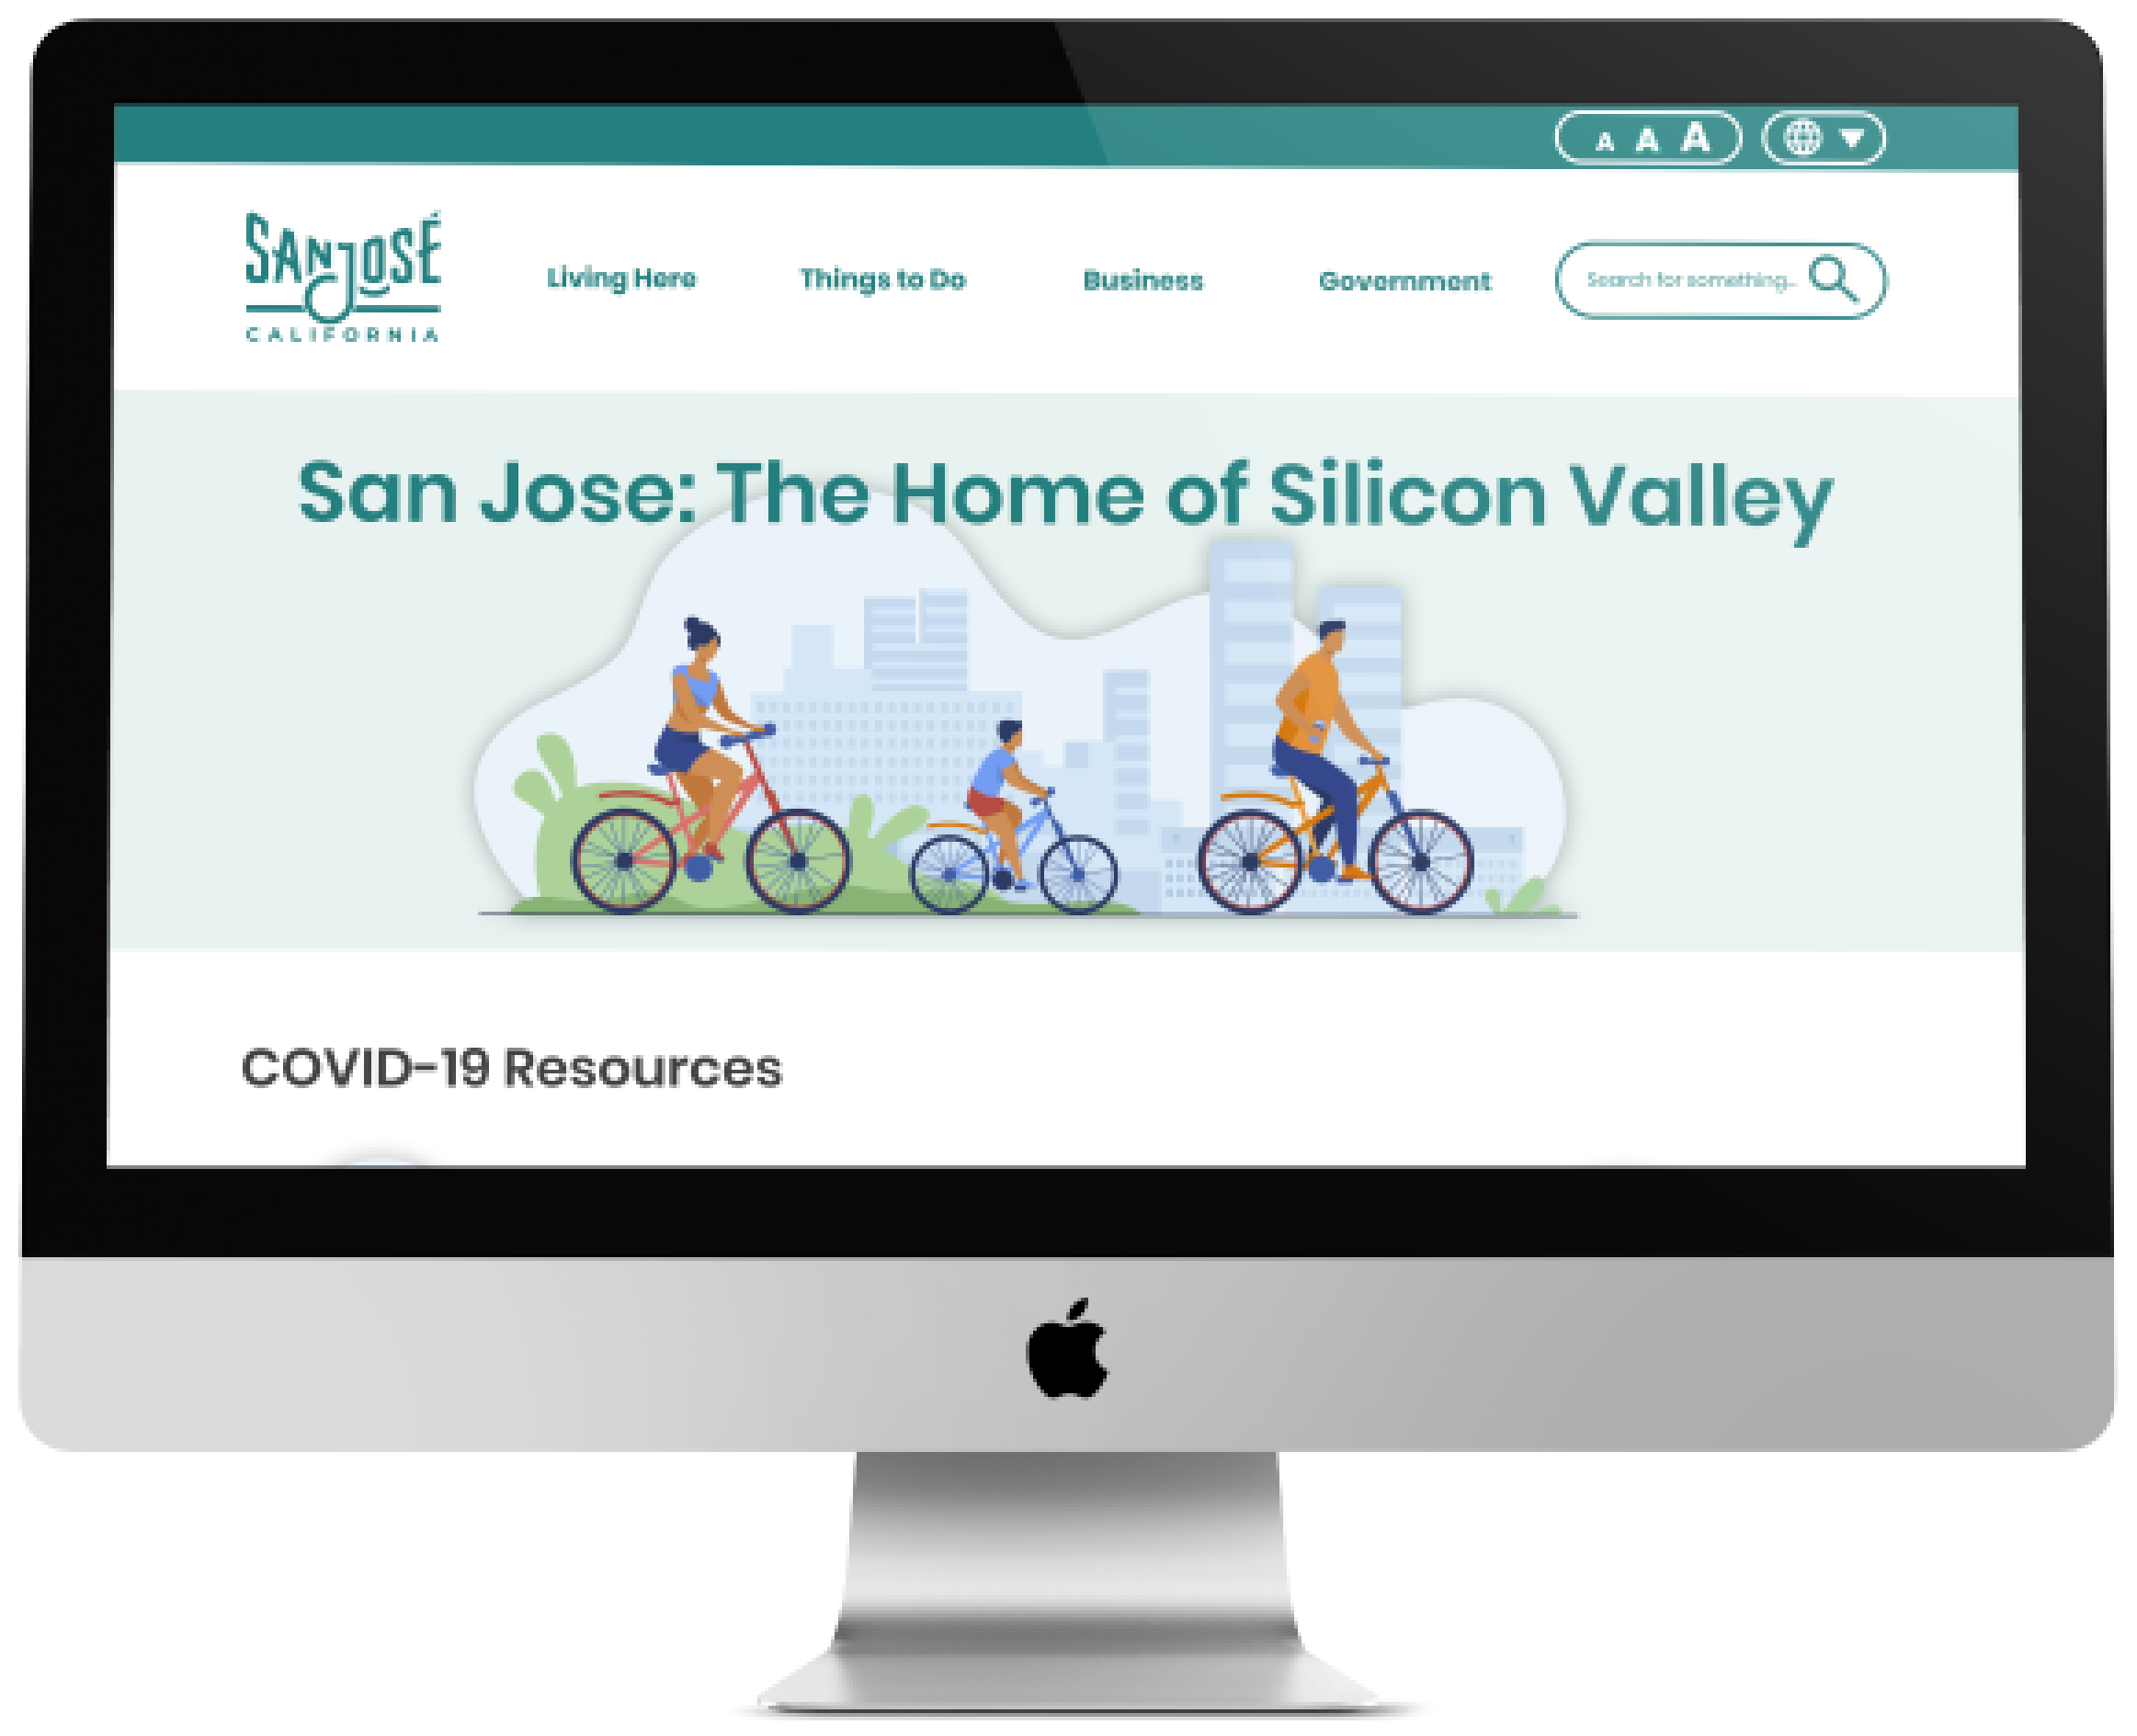 A A A
SAN JOSÉ
CALIFORNIA
Living Here
Things to Do
Business
Government
Search for something...
San Jose: The Home of Silicon Valley
COVID-19 Resources